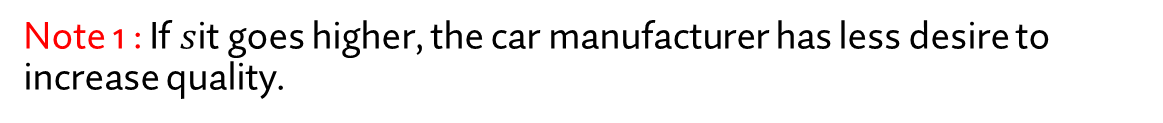 Note 1 : If sit goes higher, the car manufacturer has less desire to
increase quality.